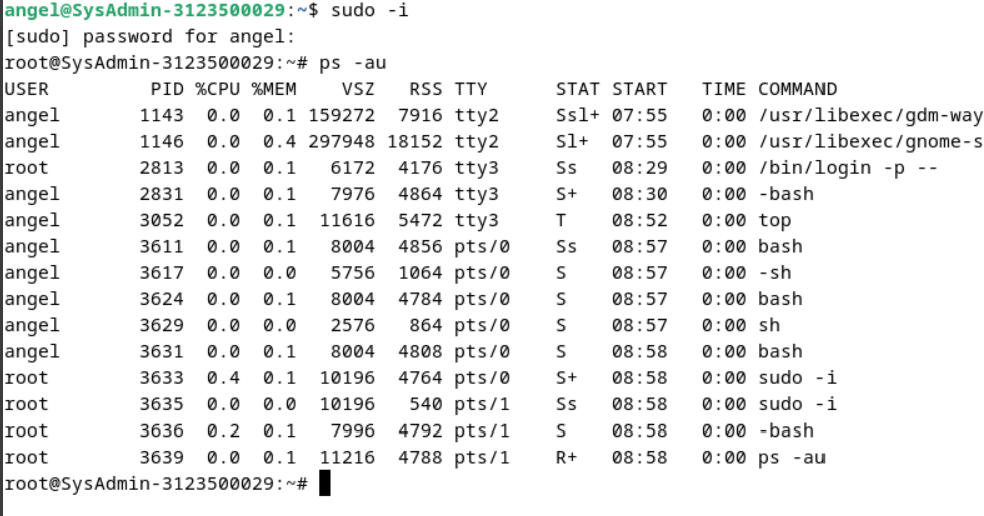 angel@SysAdmin-3123500029:~$ sudo -i
[sudo] password for angel:
root@SysAdmin-3123500029:~# ps -au
USER         PID %CPU %MEM    VSZ   RSS TTY      STAT START   TIME COMMAND
angel       1143  0.0  0.1 159272  7916 tty2     Ssl+ 07:55   0:00 /usr/libexec/gdm-way
angel       1146  0.0  0.4 297948 18152 tty2     Sl+  07:55   0:00 /usr/libexec/gnome-s
root        2813  0.0  0.1   6172  4176 tty3     Ss   08:29   0:00 /bin/login -p --
angel       2831  0.0  0.1   7976  4864 tty3     S+   08:30   0:00 -bash
angel       3052  0.0  0.1  11616  5472 tty3     T    08:52   0:00 top
angel       3611  0.0  0.1   8004  4856 pts/0    Ss   08:57   0:00 bash
angel       3617  0.0  0.0   5756  1064 pts/0    S    08:57   0:00 -sh
angel       3624  0.0  0.1   8004  4784 pts/0    S    08:57   0:00 bash
angel       3629  0.0  0.0   2576   864 pts/0    S    08:57   0:00 sh
angel       3631  0.0  0.1   8004  4808 pts/0    S    08:58   0:00 bash
root        3633  0.4  0.1  10196  4764 pts/0    S+   08:58   0:00 sudo -i
root        3635  0.0  0.0  10196   540 pts/1    Ss   08:58   0:00 sudo -i
root        3636  0.2  0.1   7996  4792 pts/1    S    08:58   0:00 -bash
root        3639  0.0  0.1  11216  4788 pts/1    R+   08:58   0:00 ps -au
root@SysAdmin-3123500029:~#